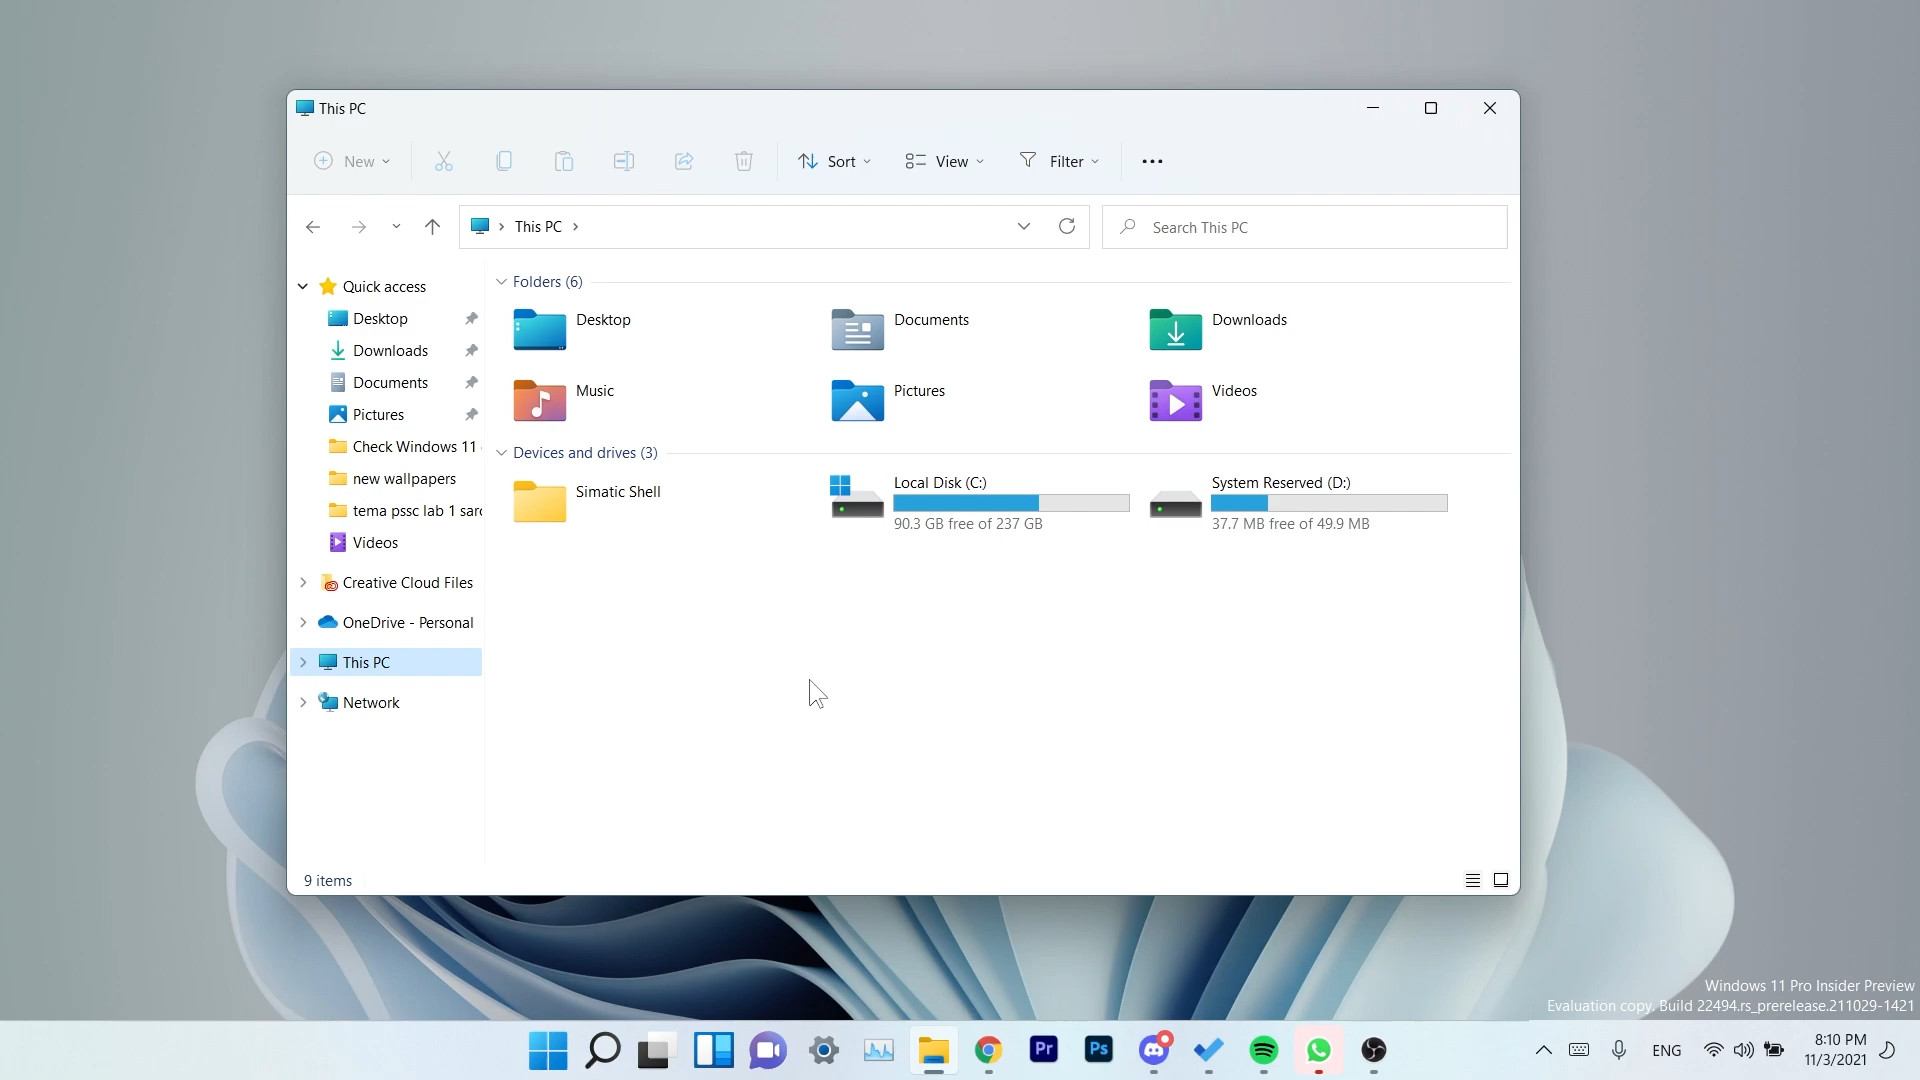 This PC
New
Sort
View
Filter
This PC
Search This PC
Quick access
Desktop
Downloads
Documents
Pictures
Check Windows 11
new wallpapers
tema pssc lab 1 sarc
Videos
Creative Cloud Files
OneDrive - Personal
This PC
Network
Folders (6)
Desktop
Documents
Downloads
Music
Pictures
Videos
Devices and drives (3)
Simatic Shell
Local Disk (C:)
90.3 GB free of 237 GB
System Reserved (D:)
37.7 MB free of 49.9 MB
9 items
Windows 11 Pro Insider Preview
Evaluation copy. Build 22494.rs_prerelease.211029-1421
Pr
Ps
ENG
8:10 PM
11/3/2021